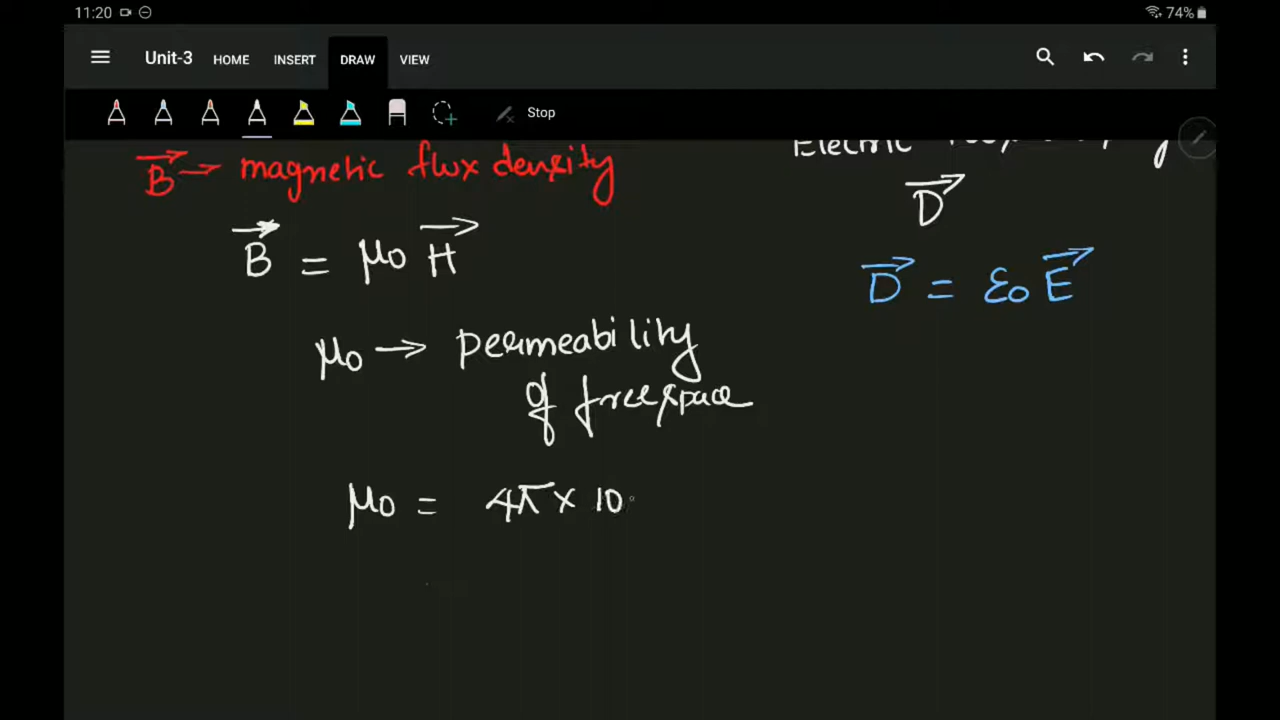 11:20
74%
Unit-3 HOME INSERT DRAW VIEW
Stop
B → magnetic flux density
Electric
D
B = μ0 H
D = ε0 E
μ0 → permeability
of freespace
μ0 = 4π × 10